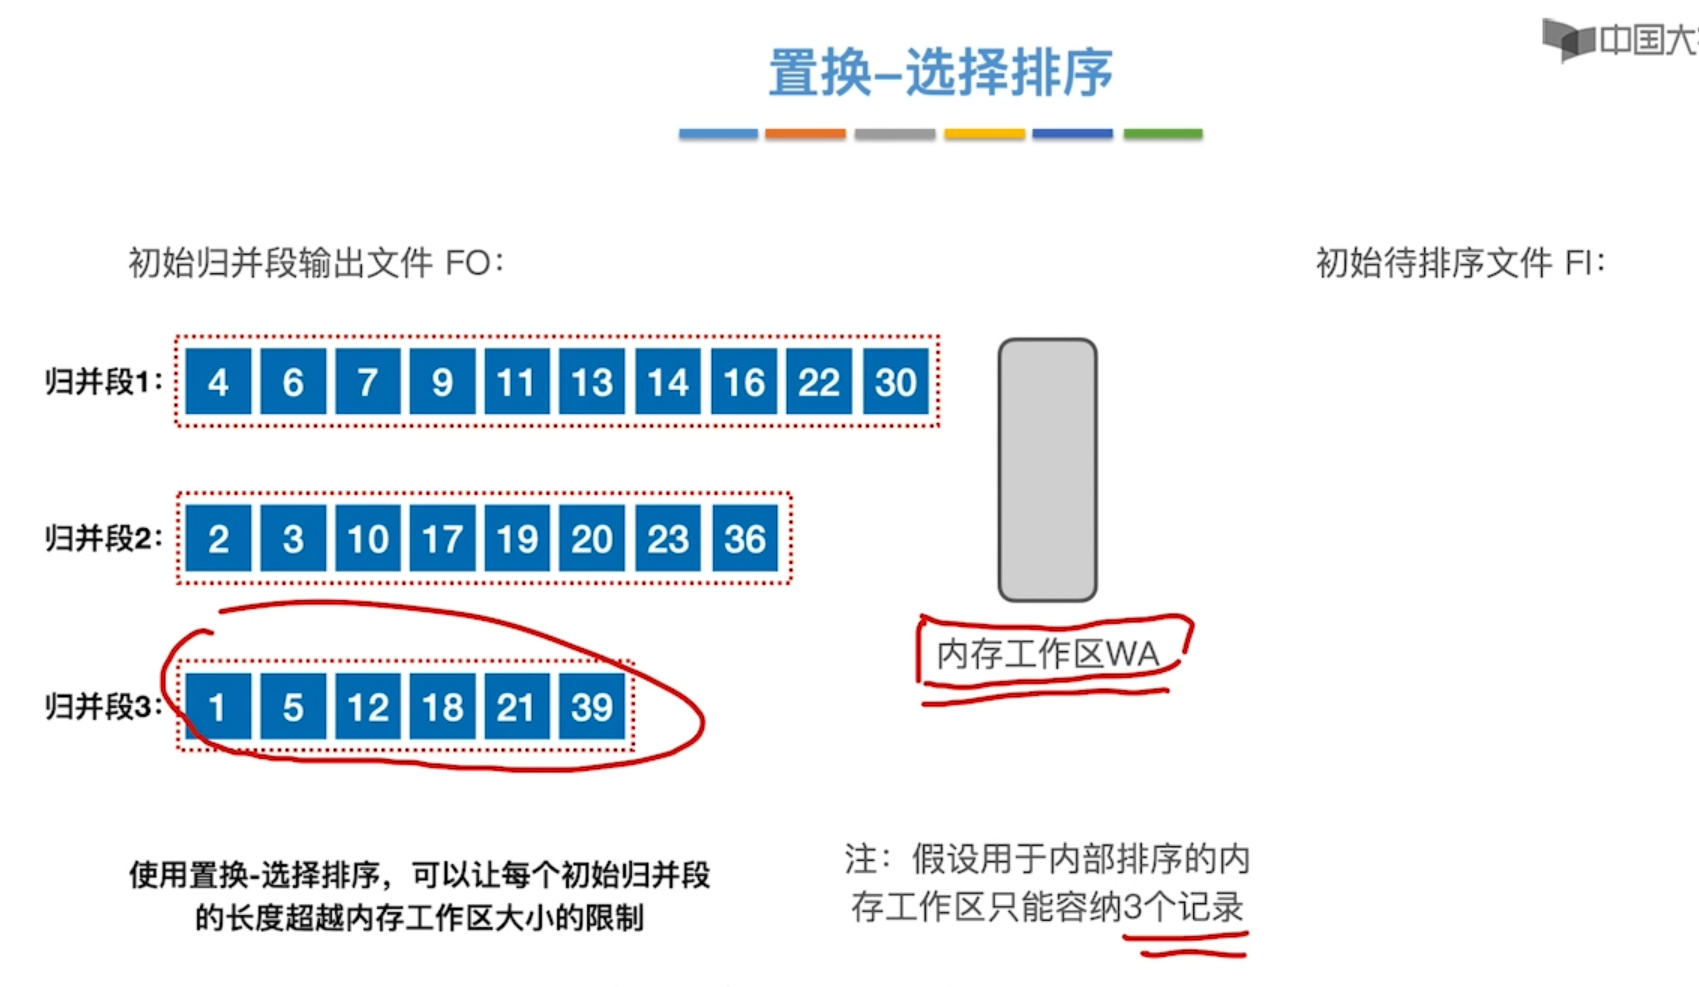 中国大
置换–选择排序
初始归并段输出文件 FO：
初始待排序文件 FI：
归并段1： 4 6 7 9 11 13 14 16 22 30
归并段2： 2 3 10 17 19 20 23 36
内存工作区WA
归并段3： 1 5 12 18 21 39
使用置换-选择排序，可以让每个初始归并段
的长度超越内存工作区大小的限制
注：假设用于内部排序的内
存工作区只能容纳3个记录